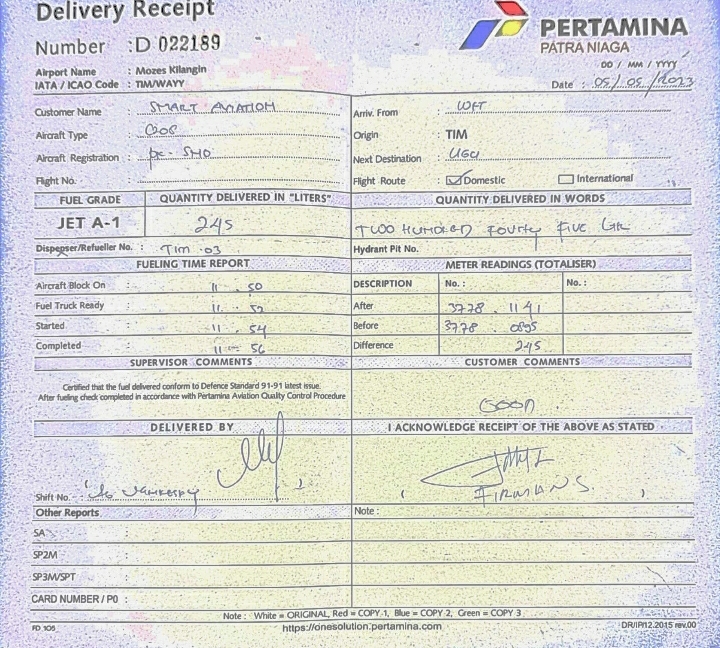 Delivery Receipt
Number : D 022189
PERTAMINA
PATRA NIAGA
Airport Name : Mozes Kilangin
IATA / ICAO Code : TIM/WAYY
DD / MM / YYYY
Date : 05/05/2023
Customer Name : SMART AVIATION
Arriv. From : WFT
Aircraft Type : C208
Origin : TIM
Aircraft Registration : PK-SMO
Next Destination : UGU
Flight No. :
Flight Route : Domestic International
FUEL GRADE QUANTITY DELIVERED IN "LITERS" QUANTITY DELIVERED IN WORDS
JET A-1 245 TWO HUNDRED FOURTY FIVE Ltr
Dispenser/Refueller No. : TIM .03 Hydrant Pit No.
FUELING TIME REPORT METER READINGS (TOTALISER)
Aircraft Block On : 11 . 50 DESCRIPTION No. : No. :
Fuel Truck Ready : 11 . 52 After 3778 . 1141
Started : 11 . 54 Before 3778 . 0895
Completed : 11 - 56 Difference 245
SUPERVISOR COMMENTS CUSTOMER COMMENTS
Certified that the fuel delivered conform to Defence Standard 91-91 latest issue.
After fueling check completed in accordance with Pertamina Aviation Quality Control Procedure
GOOD .
DELIVERED BY I ACKNOWLEDGE RECEIPT OF THE ABOVE AS STATED
Shift No.
FIRMAN S.
Other Reports Note :
SA
SP2M
SP3M/SPT
CARD NUMBER / PO :
Note : White = ORIGINAL, Red = COPY 1, Blue = COPY 2, Green = COPY 3
FD 106 https://onesolution.pertamina.com DR/IP/12.2015 rev.00